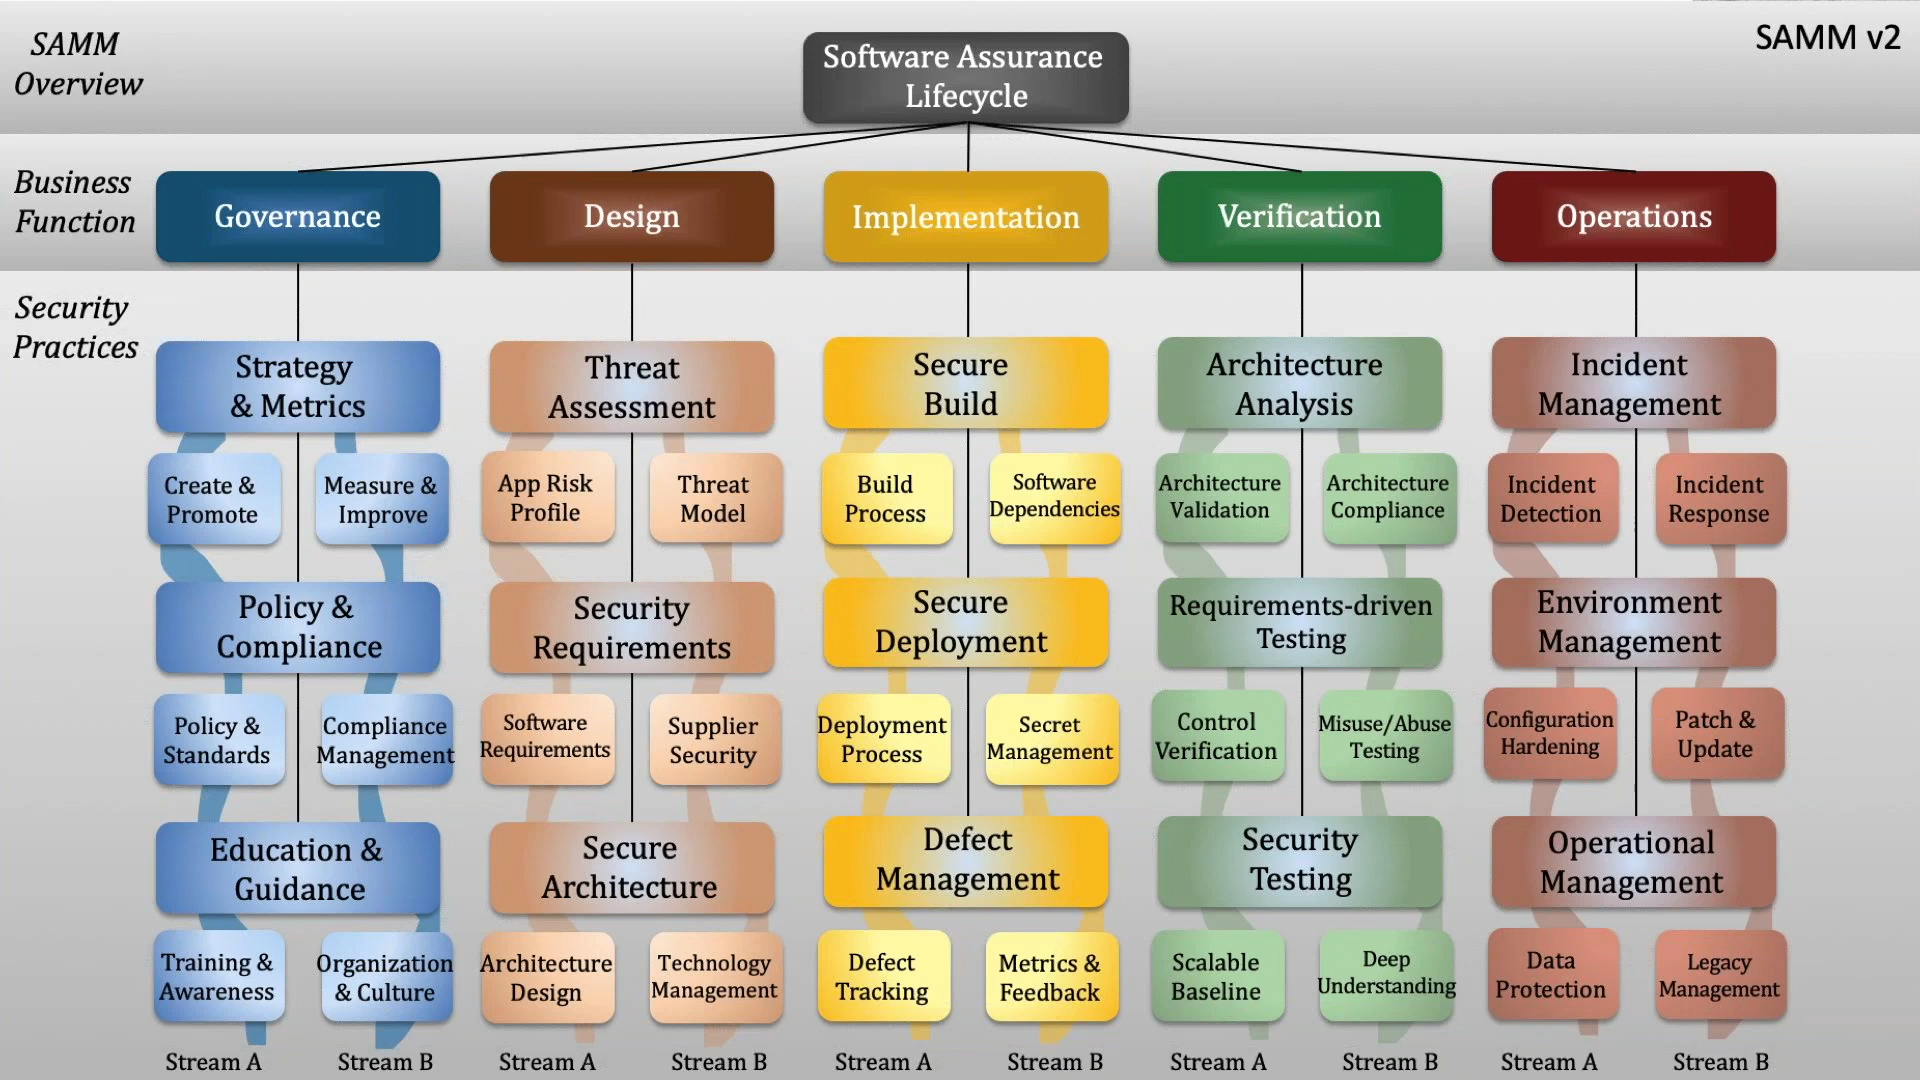 SAMM
Overview
Software Assurance
Lifecycle
SAMM v2
Business
Function
Governance
Design
Implementation
Verification
Operations
Security
Practices
Strategy
& Metrics
Threat
Assessment
Secure
Build
Architecture
Analysis
Incident
Management
Create &
Promote
Measure &
Improve
App Risk
Profile
Threat
Model
Build
Process
Software
Dependencies
Architecture
Validation
Architecture
Compliance
Incident
Detection
Incident
Response
Policy &
Compliance
Security
Requirements
Secure
Deployment
Requirements-driven
Testing
Environment
Management
Policy &
Standards
Compliance
Management
Software
Requirements
Supplier
Security
Deployment
Process
Secret
Management
Control
Verification
Misuse/Abuse
Testing
Configuration
Hardening
Patch &
Update
Education &
Guidance
Secure
Architecture
Defect
Management
Security
Testing
Operational
Management
Training &
Awareness
Organization
& Culture
Architecture
Design
Technology
Management
Defect
Tracking
Metrics &
Feedback
Scalable
Baseline
Deep
Understanding
Data
Protection
Legacy
Management
Stream A
Stream B
Stream A
Stream B
Stream A
Stream B
Stream A
Stream B
Stream A
Stream B